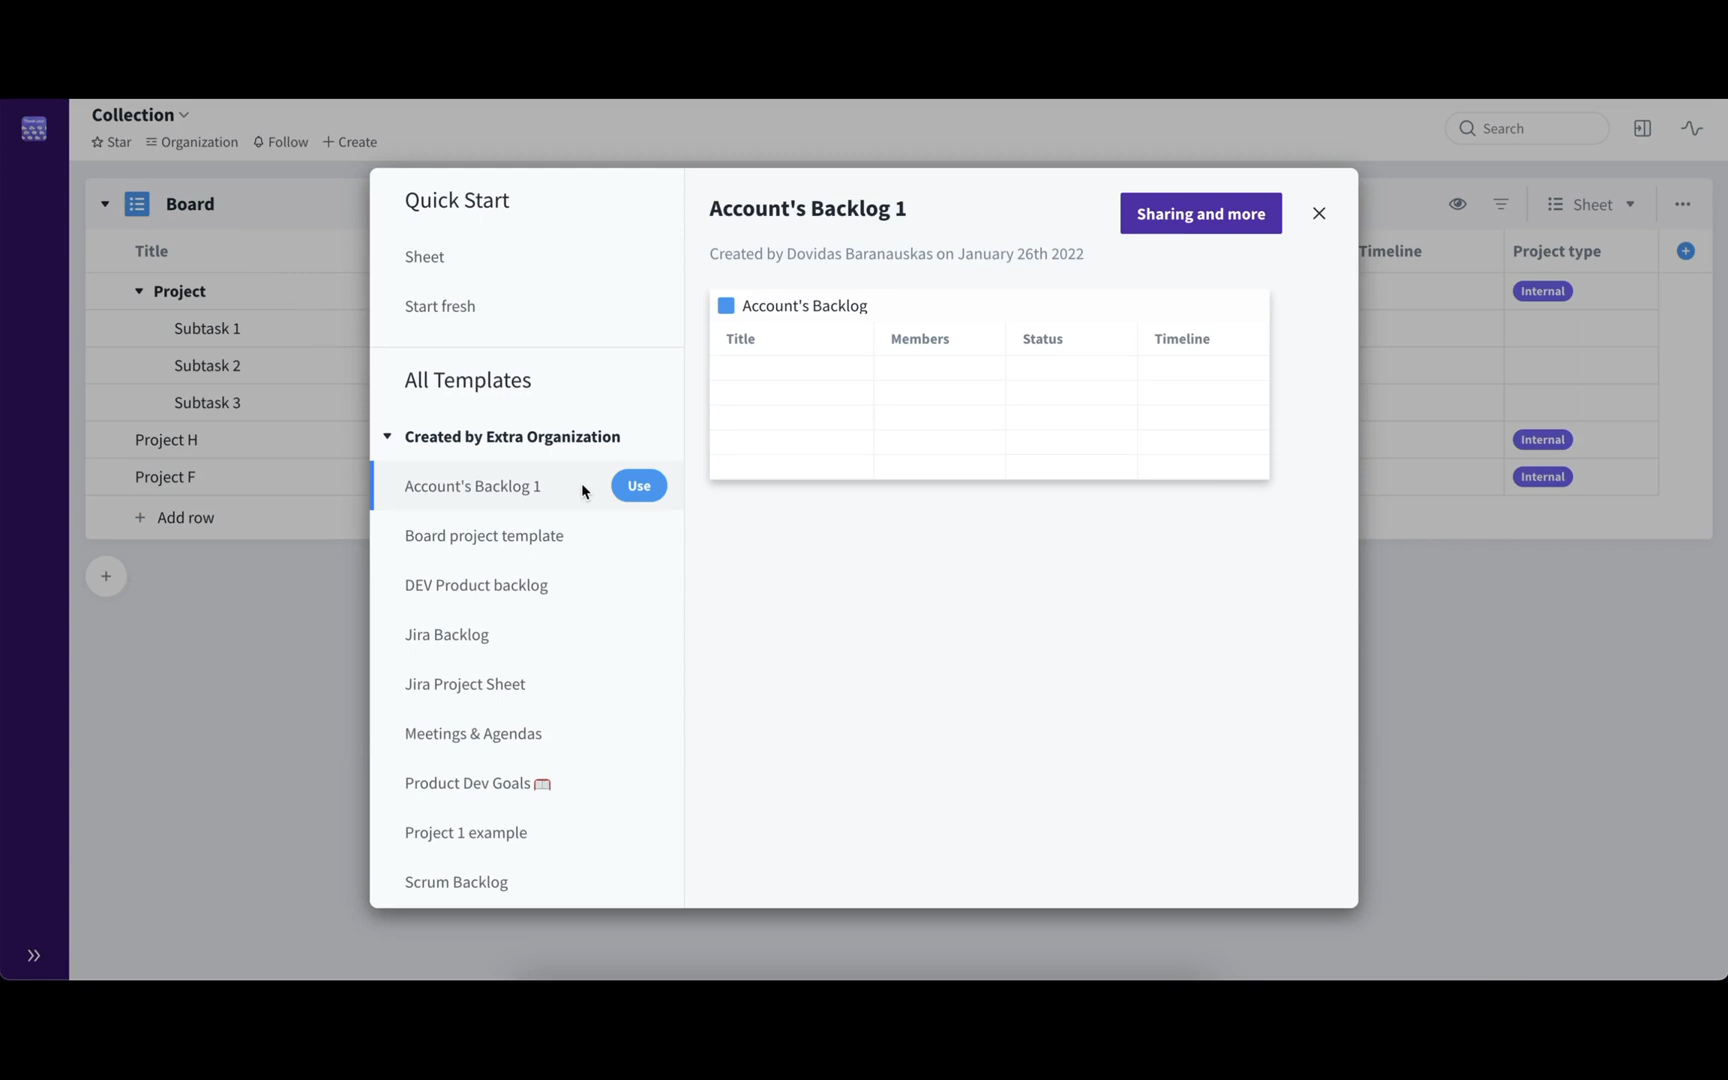 Collection
Star Organization Follow + Create
Search
Board
Sheet
Title
Timeline
Project type
Project
Internal
Subtask 1
Subtask 2
Subtask 3
Project H
Internal
Project F
Internal
+ Add row
+
Quick Start
Sheet
Start fresh
All Templates
Created by Extra Organization
Account's Backlog 1
Use
Board project template
DEV Product backlog
Jira Backlog
Jira Project Sheet
Meetings & Agendas
Product Dev Goals
Project 1 example
Scrum Backlog
Account's Backlog 1
Sharing and more
Created by Dovidas Baranauskas on January 26th 2022
Account's Backlog
Title Members Status Timeline